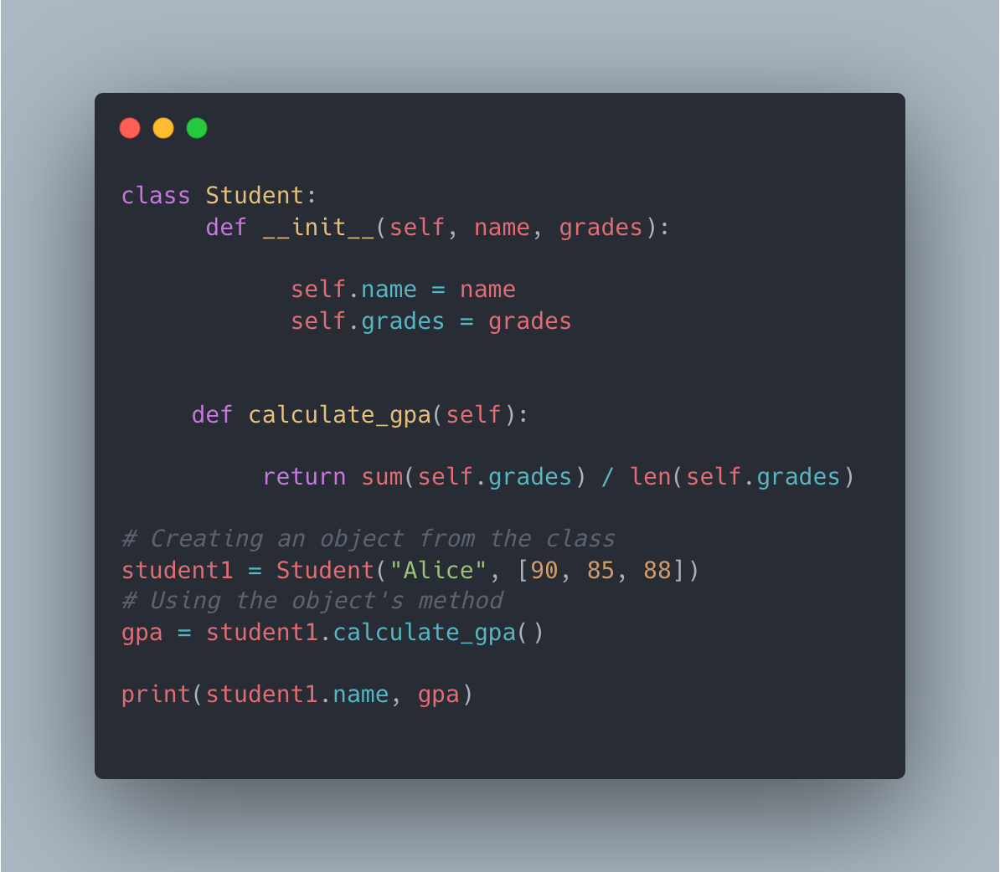 class Student:
      def __init__(self, name, grades):
            self.name = name
            self.grades = grades
     def calculate_gpa(self):
          return sum(self.grades) / len(self.grades)
# Creating an object from the class
student1 = Student("Alice", [90, 85, 88])
# Using the object's method
gpa = student1.calculate_gpa()
print(student1.name, gpa)